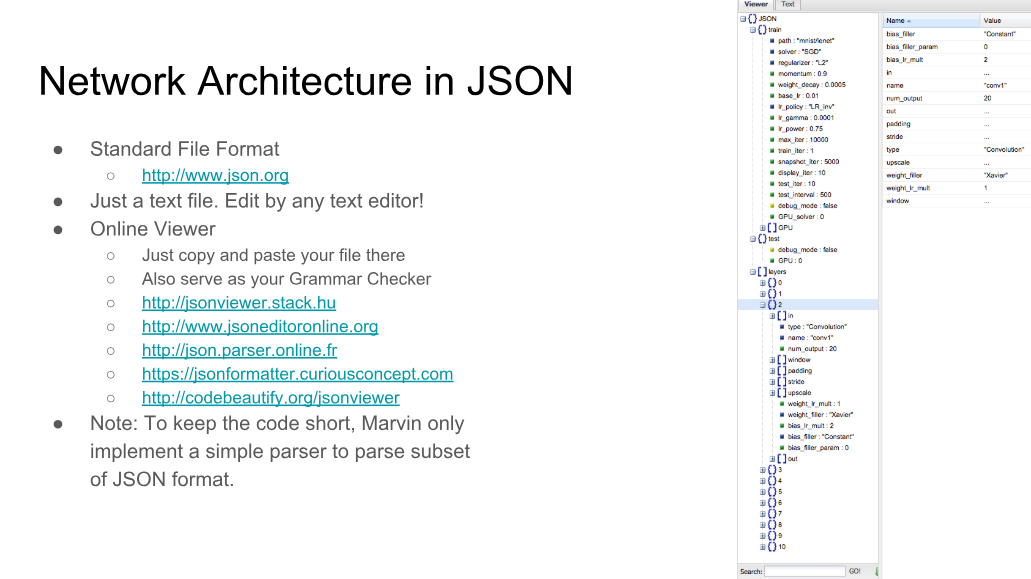 Network Architecture in JSON
● Standard File Format
○ http://www.json.org
● Just a text file. Edit by any text editor!
● Online Viewer
○ Just copy and paste your file there
○ Also serve as your Grammar Checker
○ http://jsonviewer.stack.hu
○ http://www.jsoneditoronline.org
○ http://json.parser.online.fr
○ https://jsonformatter.curiousconcept.com
○ http://codebeautify.org/jsonviewer
● Note: To keep the code short, Marvin only
implement a simple parser to parse subset
of JSON format.
Viewer Text
{} JSON
{} train
path : "mnist/lenet"
solver : "SGD"
regularizer : "L2"
momentum : 0.9
weight_decay : 0.0005
base_lr : 0.01
lr_policy : "LR_inv"
lr_gamma : 0.0001
lr_power : 0.75
max_iter : 10000
train_iter : 1
snapshot_iter : 5000
display_iter : 10
test_iter : 10
test_interval : 500
debug_mode : false
GPU_solver : 0
[] GPU
{} test
debug_mode : false
GPU : 0
[] layers
{} 0
{} 1
{} 2
[] in
type : "Convolution"
name : "conv1"
num_output : 20
[] window
[] padding
[] stride
[] upscale
weight_lr_mult : 1
weight_filler : "Xavier"
bias_lr_mult : 2
bias_filler : "Constant"
bias_filler_param : 0
[] out
{} 3
{} 4
{} 5
{} 6
{} 7
{} 8
{} 9
{} 10
Search: GO!
Name Value
bias_filler "Constant"
bias_filler_param 0
bias_lr_mult 2
in ...
name "conv1"
num_output 20
out ...
padding ...
stride ...
type "Convolution"
upscale ...
weight_filler "Xavier"
weight_lr_mult 1
window ...